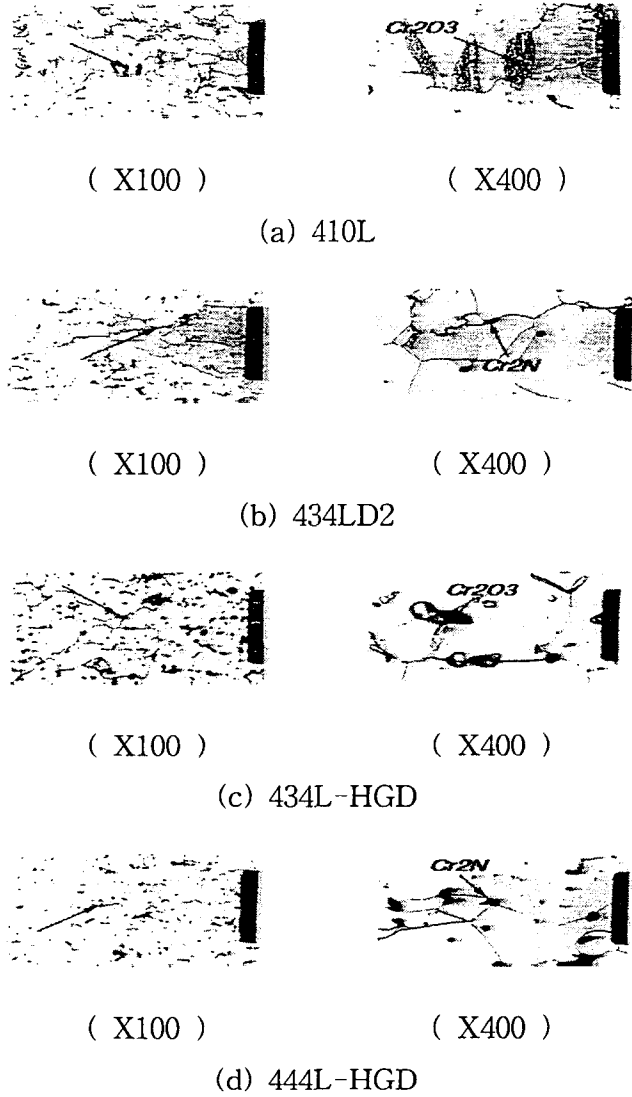 Cr2O3
( X100 ) ( X400 )
(a) 410L
Cr2N
( X100 ) ( X400 )
(b) 434LD2
Cr2O3
( X100 ) ( X400 )
(c) 434L-HGD
Cr2N
( X100 ) ( X400 )
(d) 444L-HGD